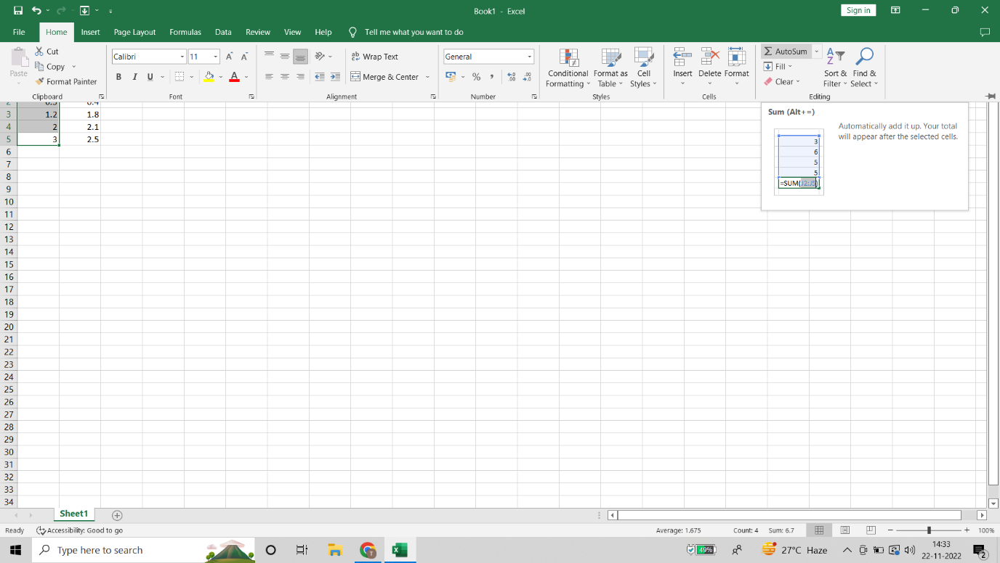 Book1 - Excel
Sign in
File Home Insert Page Layout Formulas Data Review View Help Tell me what you want to do
Paste
Cut
Copy
Format Painter
Clipboard
Calibri 11
B I U
Font
Wrap Text
Merge & Center
Alignment
General
%
Number
Conditional Formatting
Format as Table
Cell Styles
Styles
Insert
Delete
Format
Cells
AutoSum
Fill
Clear
Sort & Filter
Find & Select
Editing
Sum (Alt+=)
Automatically add it up. Your total
will appear after the selected cells.
3
6
5
5
=SUM(J2:J5)
3 1.2 1.8
4 2 2.1
5 3 2.5
6
7
8
9
10
11
12
13
14
15
16
17
18
19
20
21
22
23
24
25
26
27
28
29
30
31
32
33
34
Sheet1
Ready Accessibility: Good to go Average: 1.675 Count: 4 Sum: 6.7 100%
Type here to search
49%
27°C Haze
14:33
22-11-2022
2